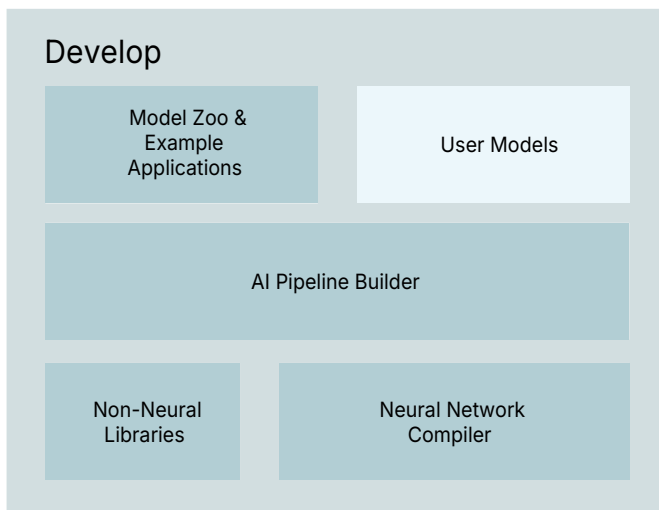 Develop
Model Zoo &
Example
Applications
User Models
AI Pipeline Builder
Non-Neural
Libraries
Neural Network
Compiler